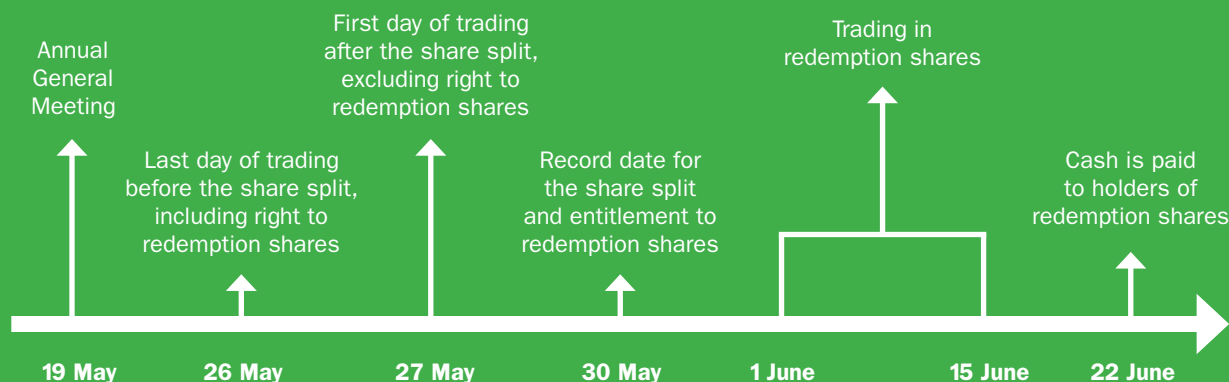 Annual
General
Meeting
Last day of trading
before the share split,
including right to
redemption shares
First day of trading
after the share split,
excluding right to
redemption shares
Record date for
the share split
and entitlement to
redemption shares
Trading in
redemption shares
Cash is paid
to holders of
redemption shares
19 May
26 May
27 May
30 May
1 June
15 June
22 June